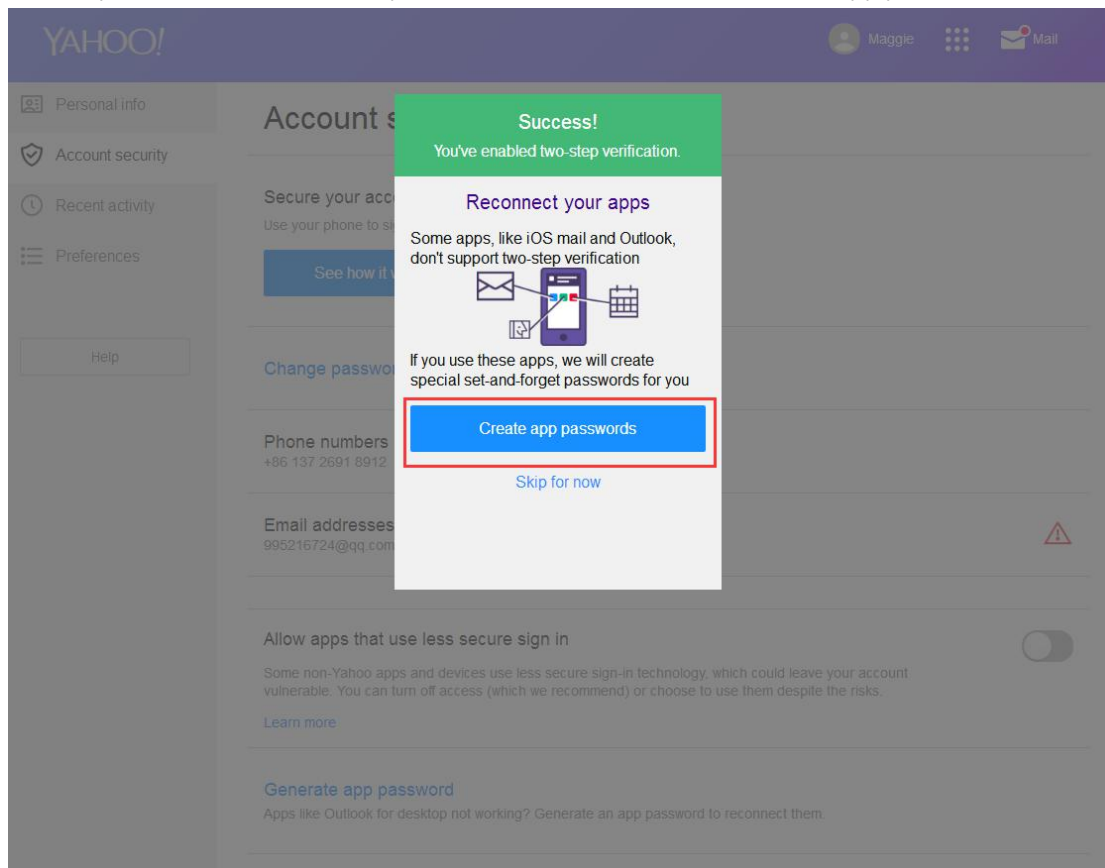 YAHOO!
Maggie
Mail
Personal info
Account security
Recent activity
Preferences
Help
Account s
Secure your acc
Use your phone to si
See how it w
Change passwor
Phone numbers
+86 137 2691 8912
Email addresses
995216724@qq.com
Success!
You've enabled two-step verification.
Reconnect your apps
Some apps, like iOS mail and Outlook,
don't support two-step verification
If you use these apps, we will create
special set-and-forget passwords for you
Create app passwords
Skip for now
Allow apps that use less secure sign in
Some non-Yahoo apps and devices use less secure sign-in technology, which could leave your account
vulnerable. You can turn off access (which we recommend) or choose to use them despite the risks.
Learn more
Generate app password
Apps like Outlook for desktop not working? Generate an app password to reconnect them.